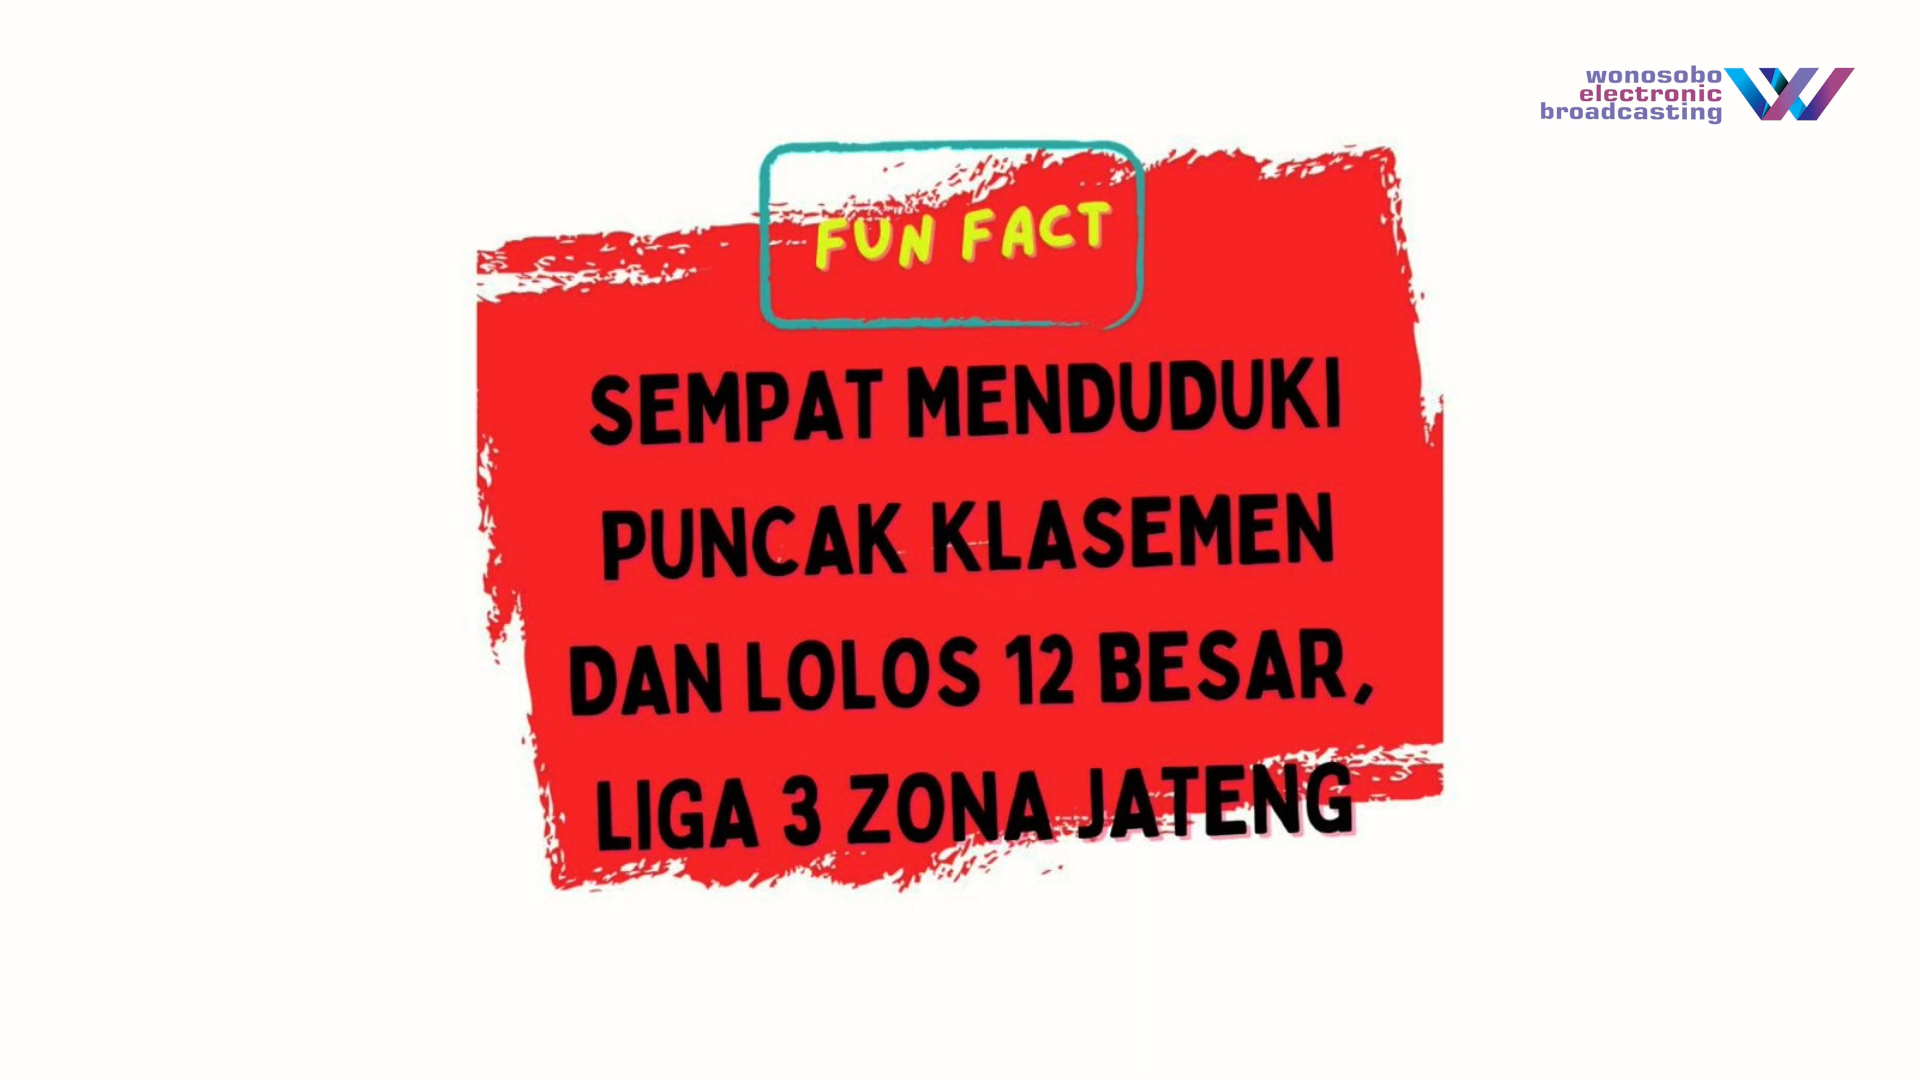 wonosobo
electronic
broadcasting
FUN FACT
SEMPAT MENDUDUKI
PUNCAK KLASEMEN
DAN LOLOS 12 BESAR,
LIGA 3 ZONA JATENG